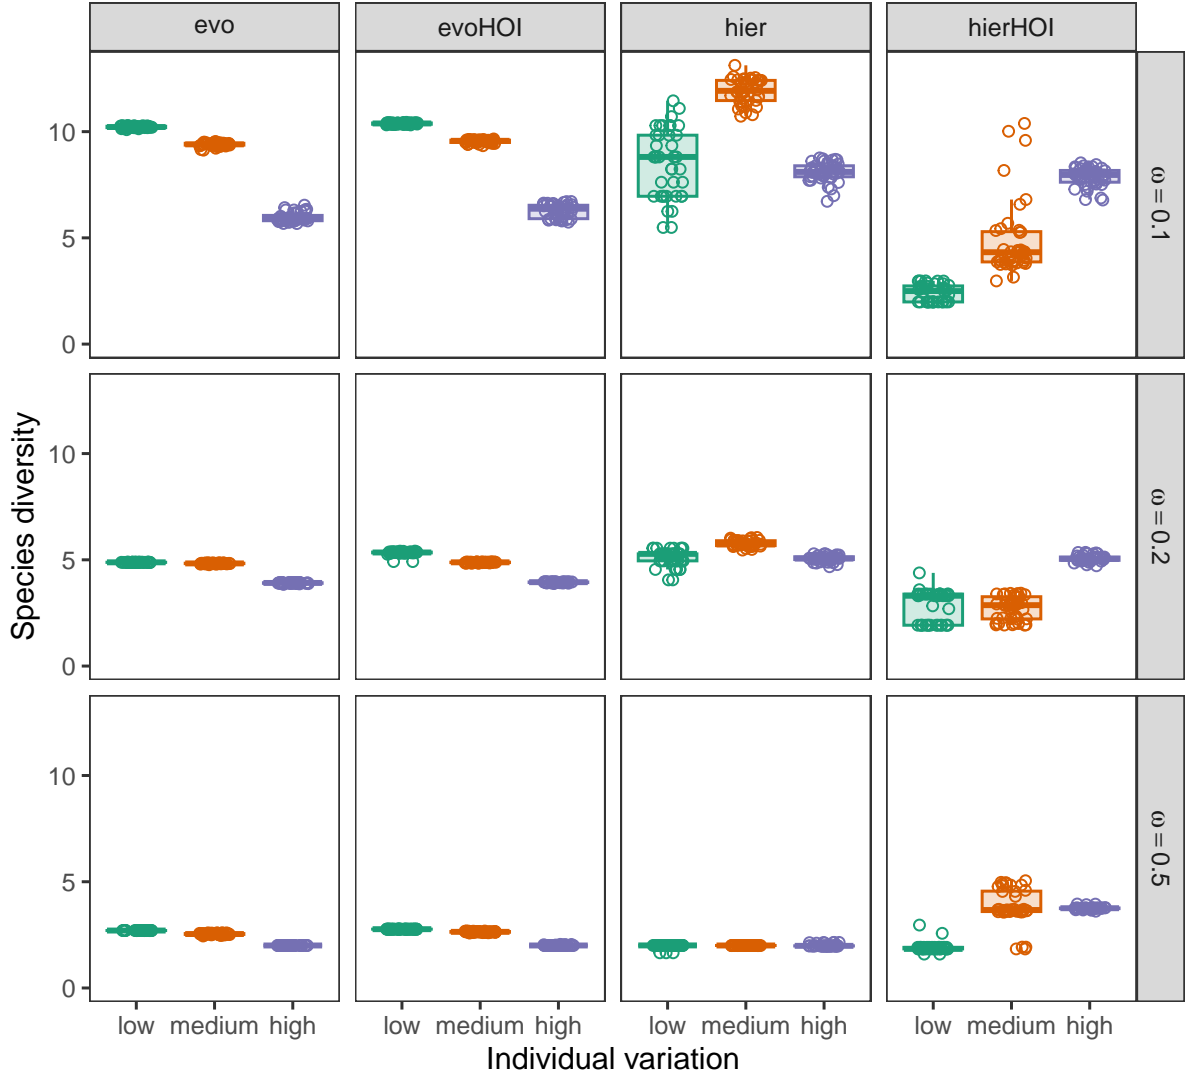 evo evoHOI hier hierHOI
10
5
0
ω = 0.1
10
5
0
ω = 0.2
10
5
0
ω = 0.5
Species diversity
low medium high low medium high low medium high low medium high
Individual variation